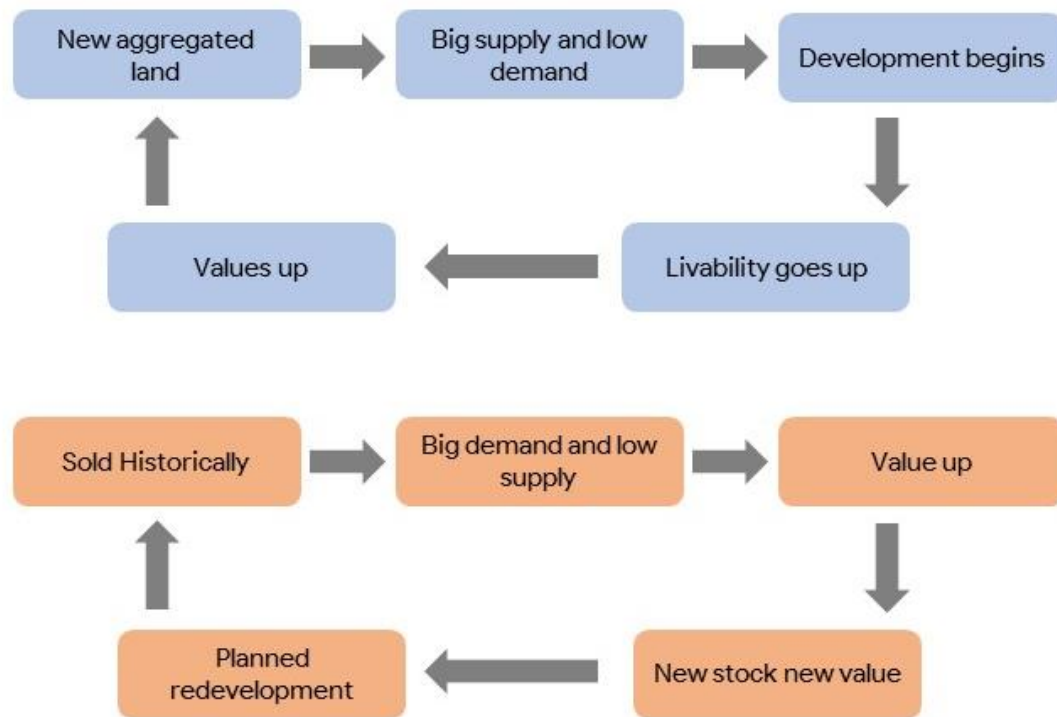 New aggregated
land
Big supply and low
demand
Development begins
Values up
Livability goes up
Sold Historically
Big demand and low
supply
Value up
Planned
redevelopment
New stock new value